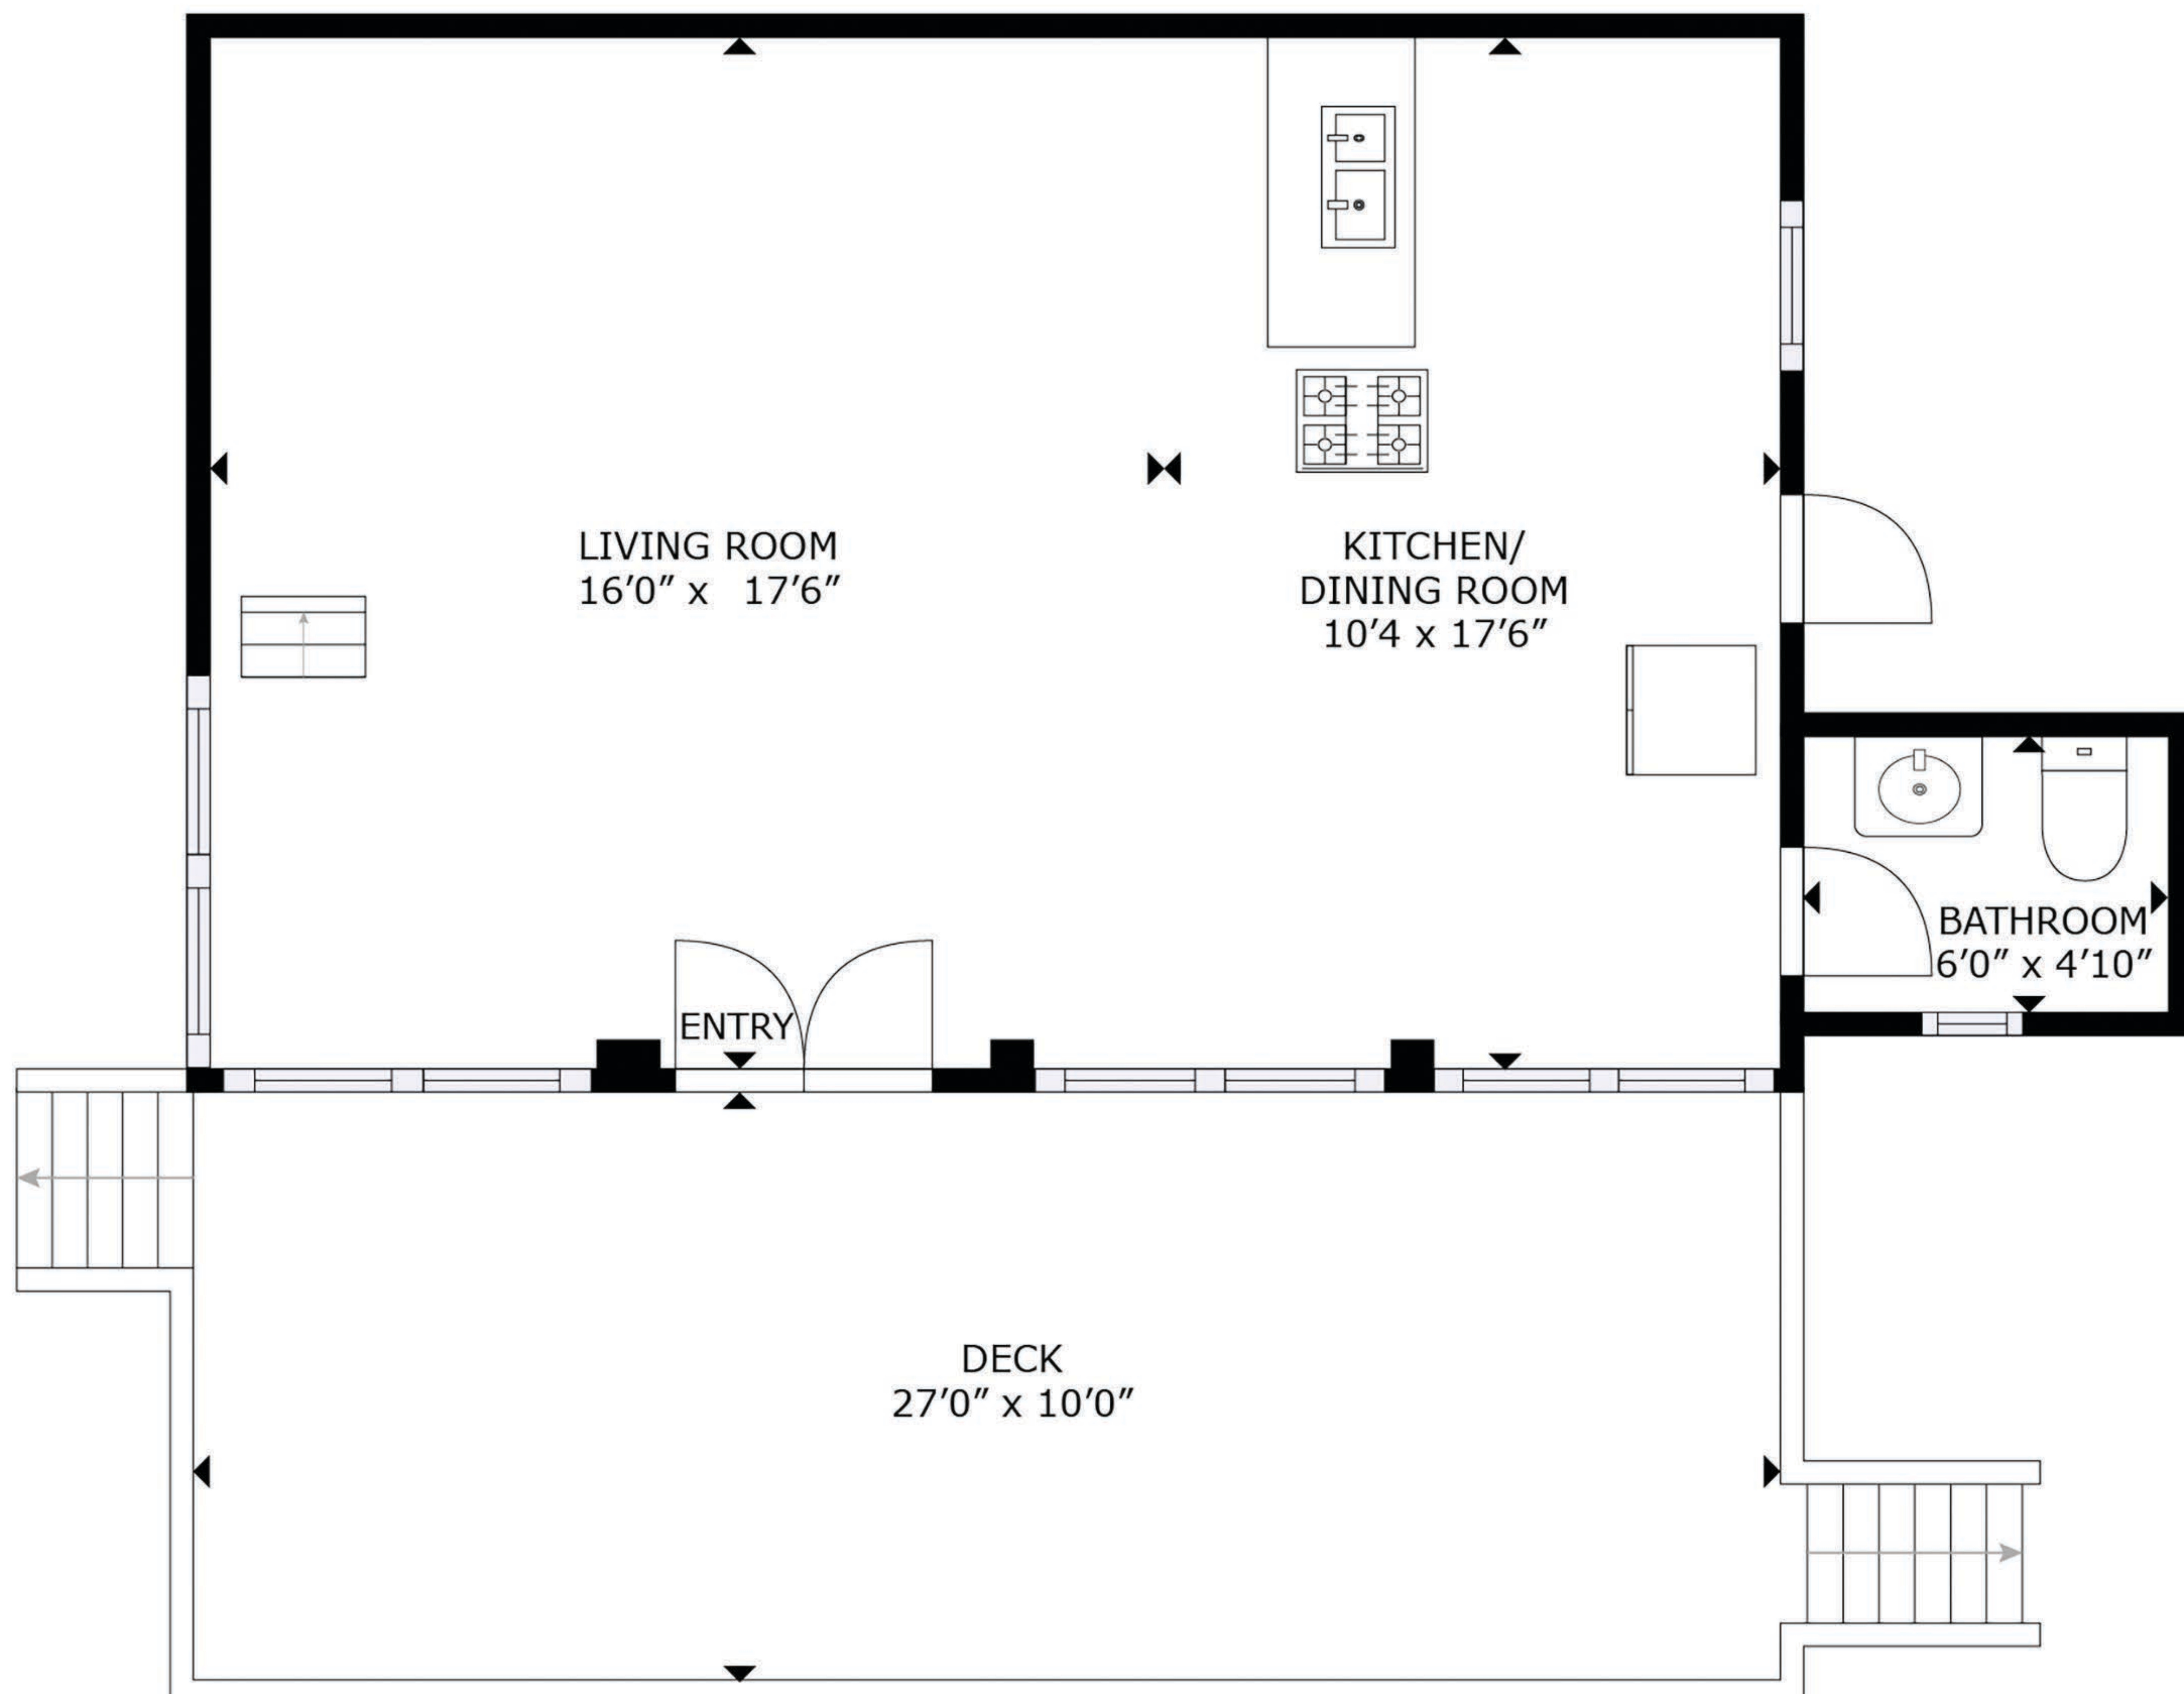 LIVING ROOM
16’0” x 17’6”
KITCHEN/
DINING ROOM
10’4 x 17’6”
BATHROOM
6’0” x 4’10”
ENTRY
DECK
27’0” x 10’0”